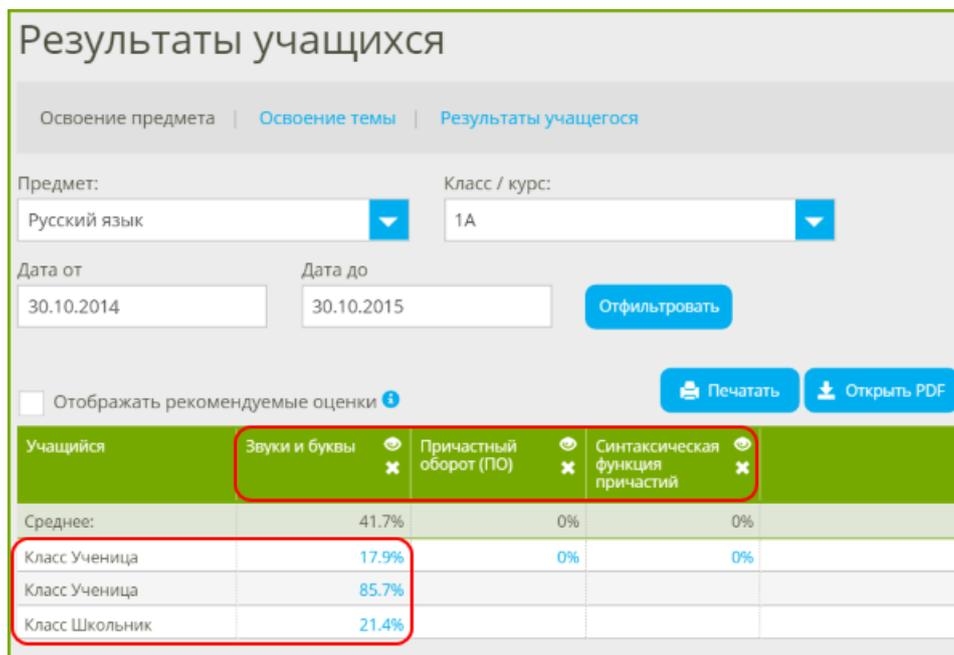 Результаты учащихся
Освоение предмета | Освоение темы | Результаты учащегося
Предмет: Класс / курс:
Русский язык 1А
Дата от Дата до
30.10.2014 30.10.2015 Отфильтровать
Отображать рекомендуемые оценки Печатать Открыть PDF
Учащийся Звуки и буквы Причастный оборот (ПО) Синтаксическая функция причастий
Среднее: 41.7% 0% 0%
Класс Ученица 17.9% 0% 0%
Класс Ученица 85.7%
Класс Школьник 21.4%